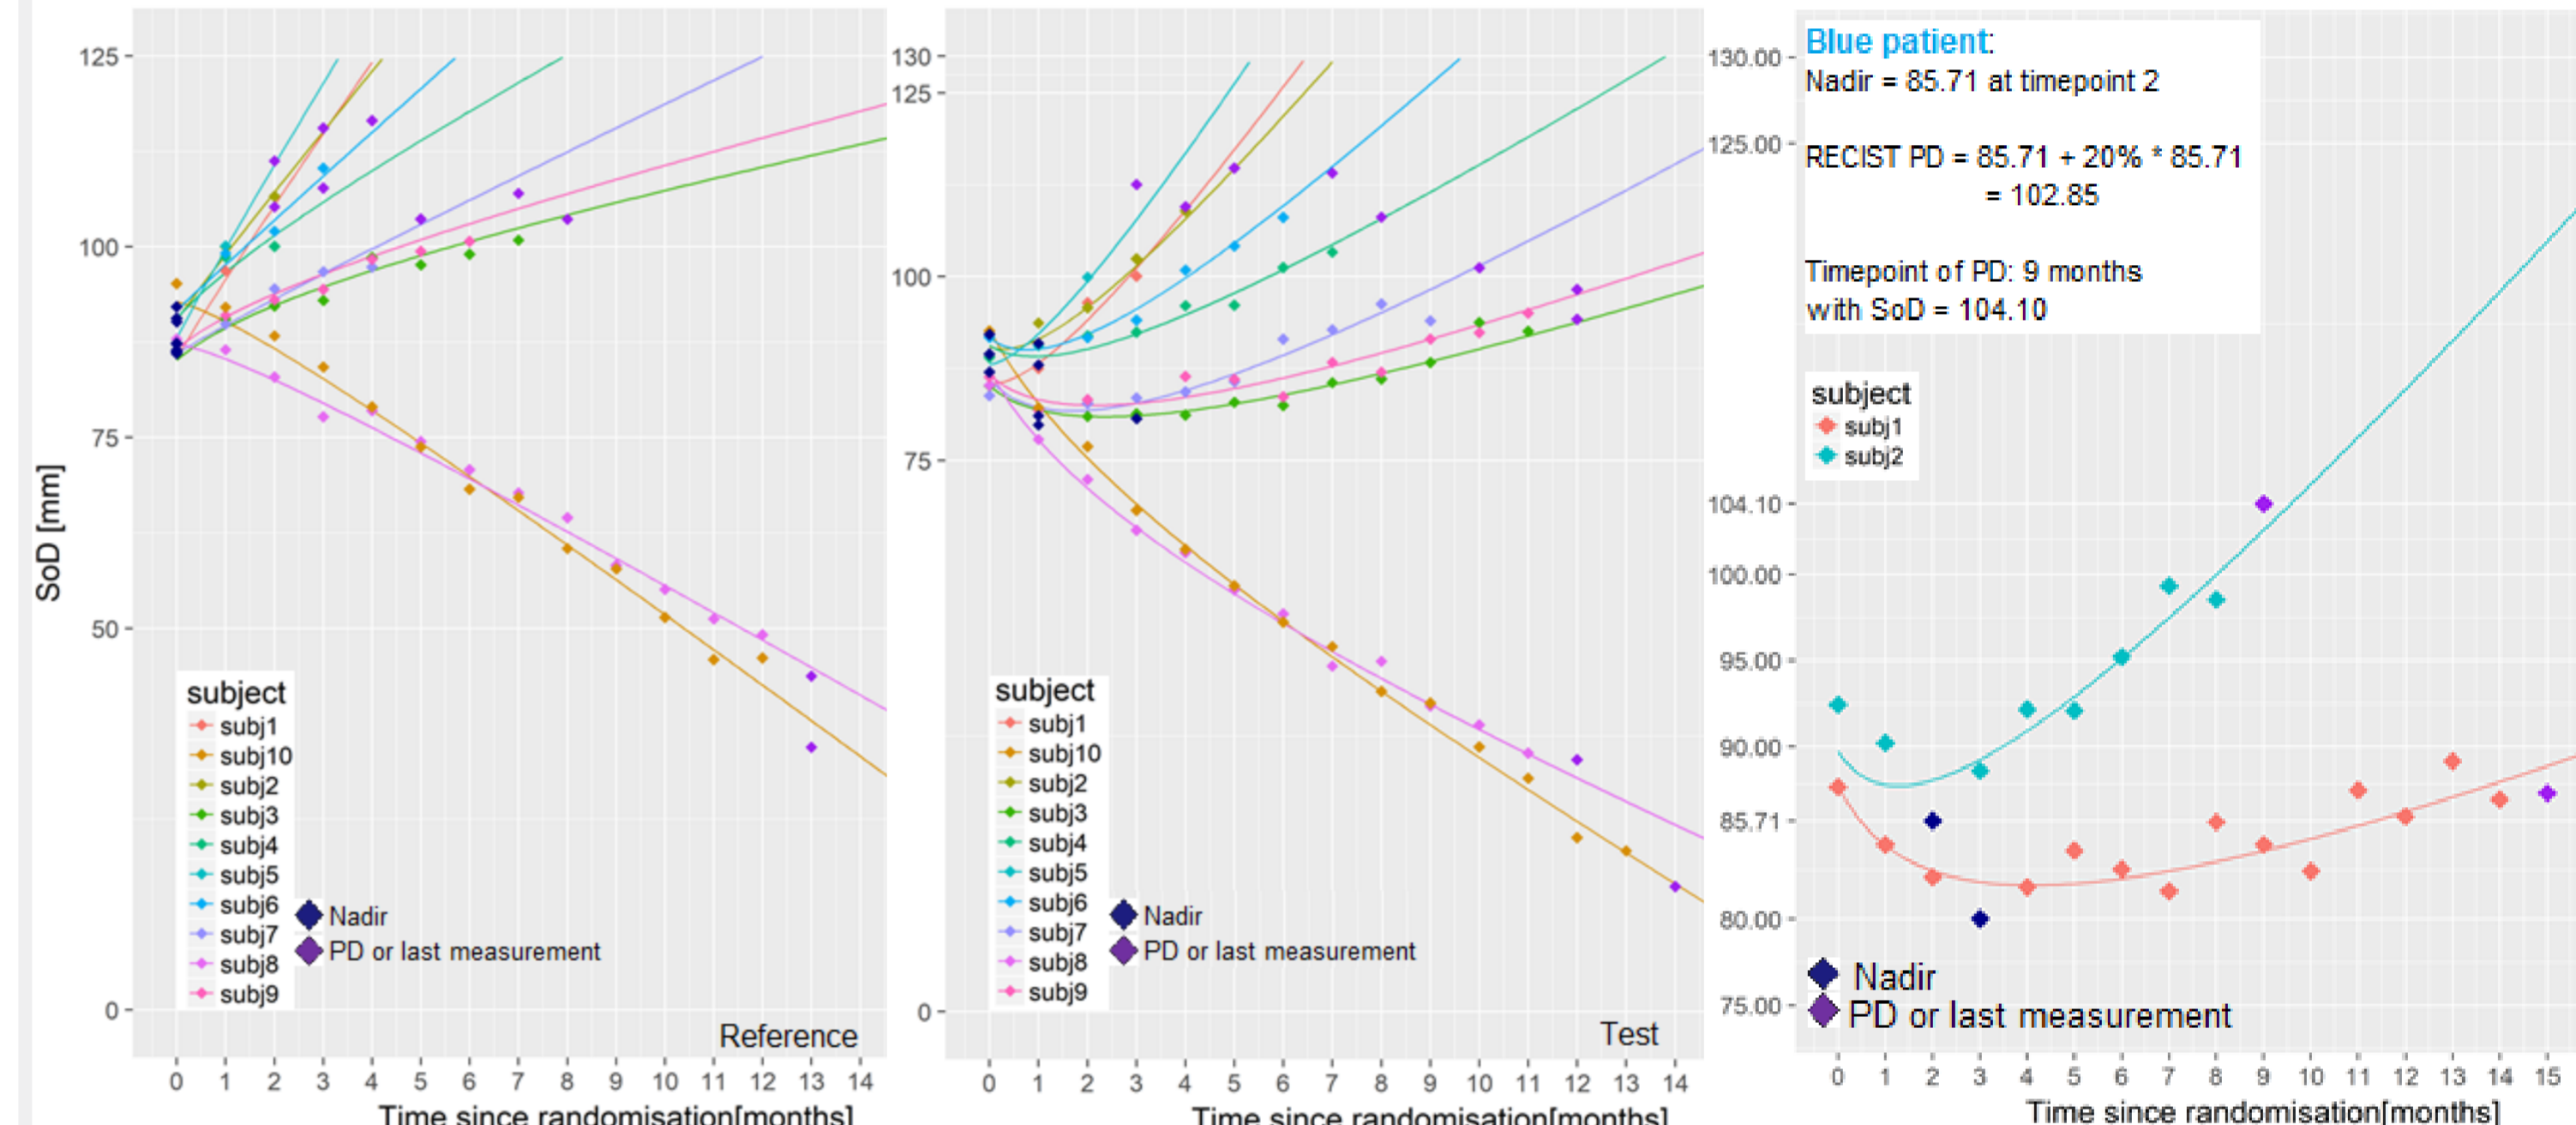 SoD [mm]
125
100
75
50
0
subject
subj1
subj10
subj2
subj3
subj4
subj5
subj6
subj7
subj8
subj9
Nadir
PD or last measurement
Reference
0 1 2 3 4 5 6 7 8 9 10 11 12 13 14
Time since randomisation[months]
130
125
100
75
0
subject
subj1
subj10
subj2
subj3
subj4
subj5
subj6
subj7
subj8
subj9
Nadir
PD or last measurement
Test
0 1 2 3 4 5 6 7 8 9 10 11 12 13 14
Time since randomisation[months]
130.00
125.00
104.10
100.00
95.00
90.00
85.71
80.00
75.00
Blue patient:
Nadir = 85.71 at timepoint 2
RECIST PD = 85.71 + 20% * 85.71
= 102.85
Timepoint of PD: 9 months
with SoD = 104.10
subject
subj1
subj2
Nadir
PD or last measurement
0 1 2 3 4 5 6 7 8 9 10 11 12 13 14 15
Time since randomisation[months]